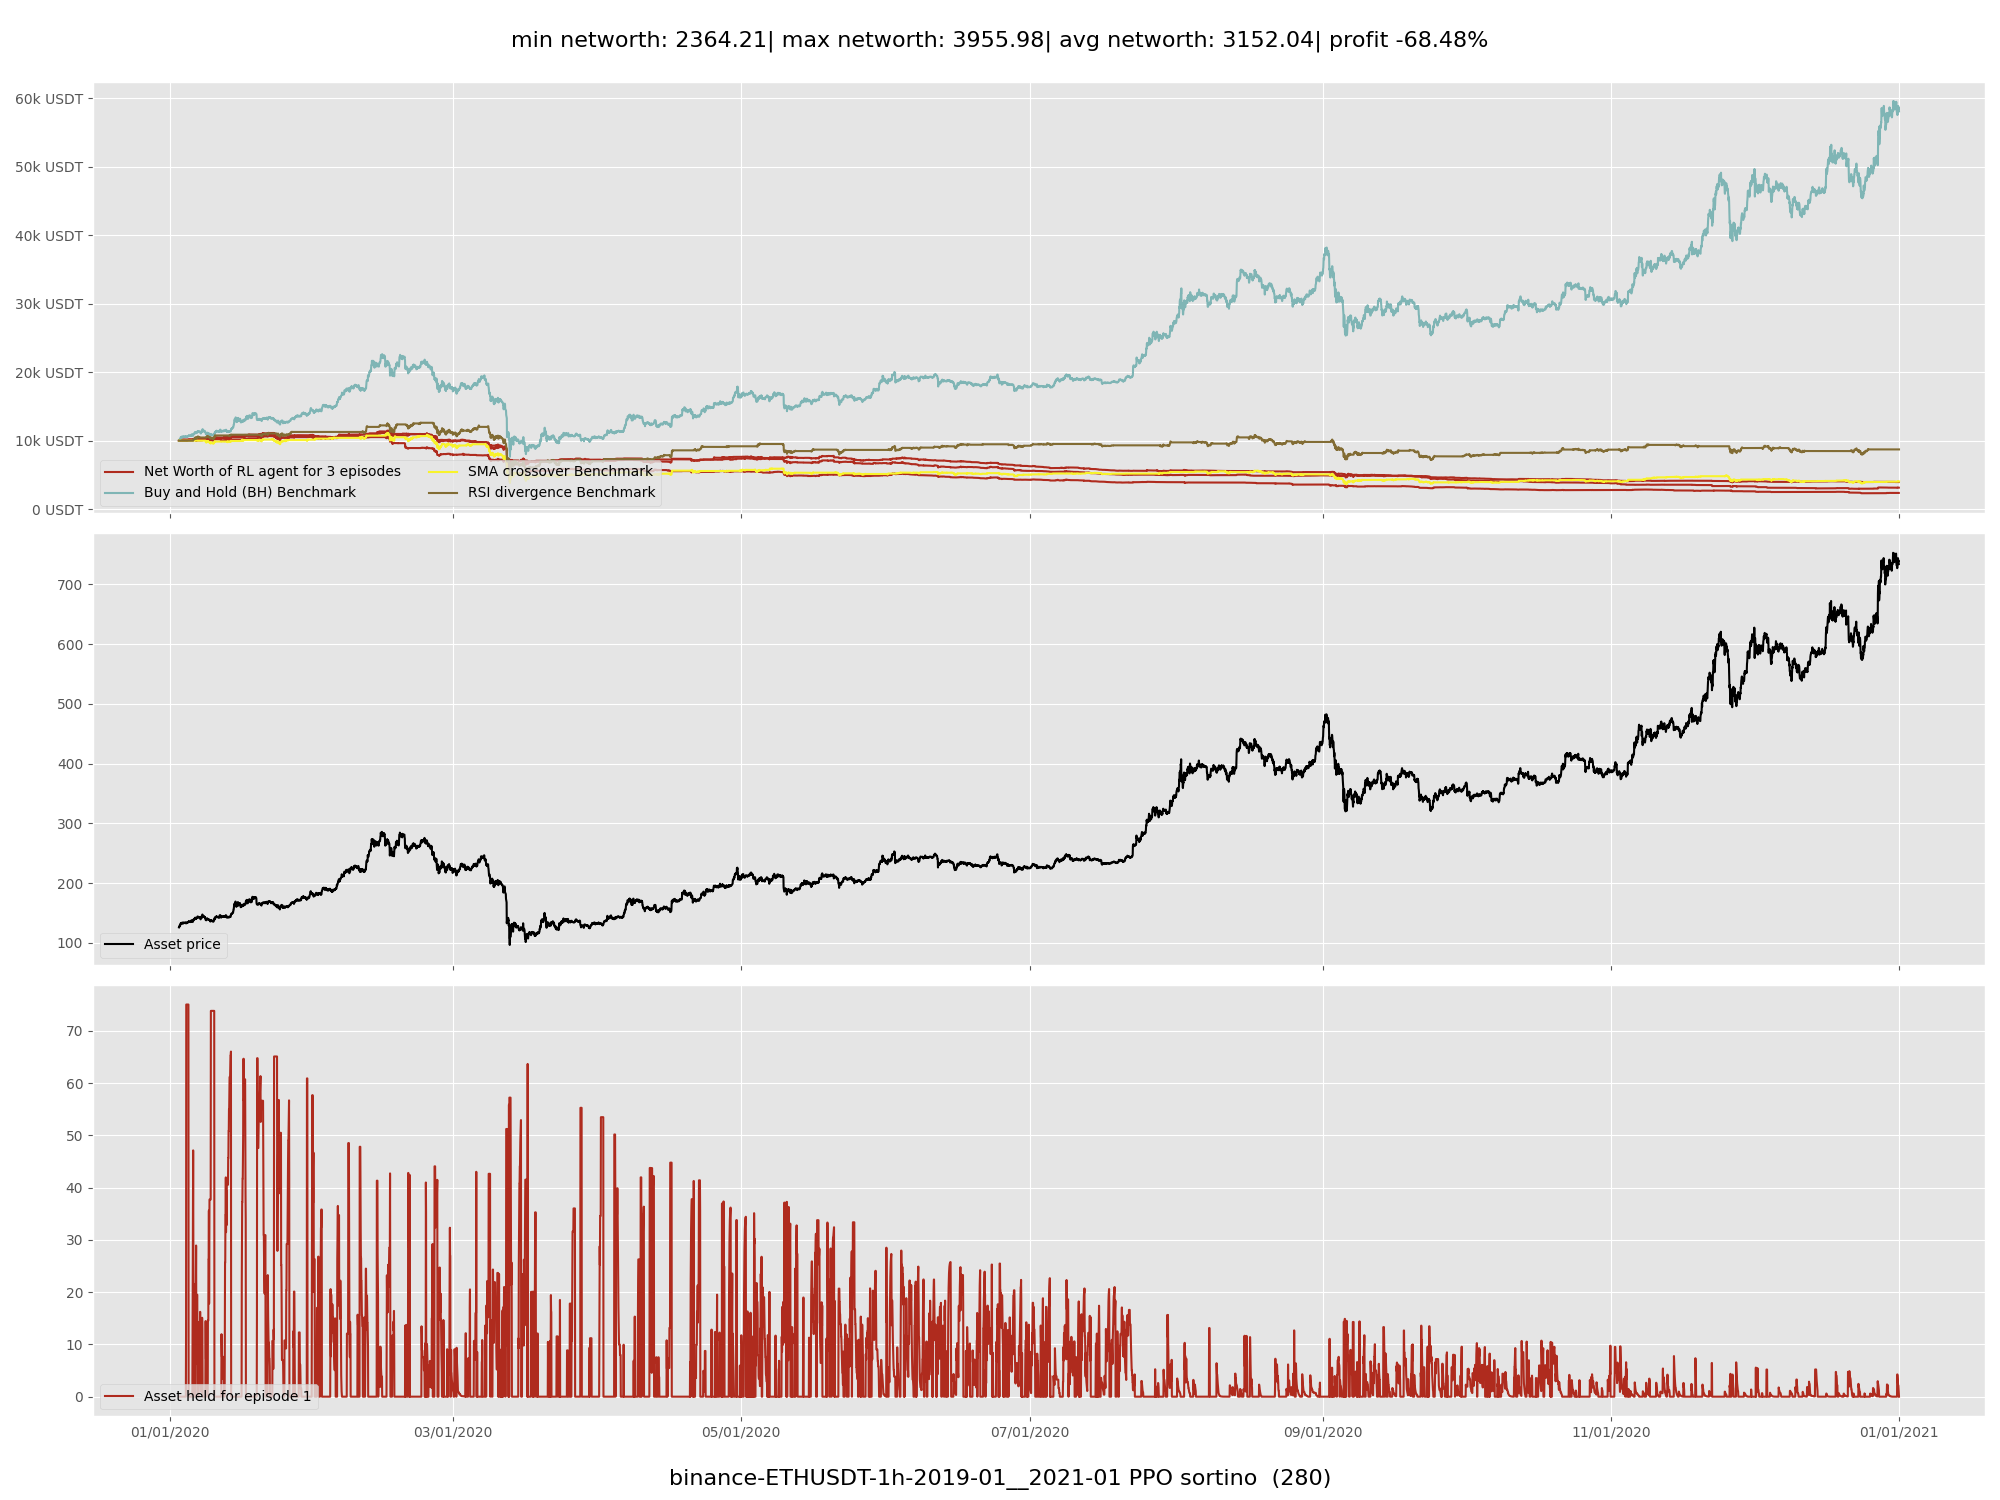 min networth: 2364.21| max networth: 3955.98| avg networth: 3152.04| profit -68.48%
60k USDT
50k USDT
40k USDT
30k USDT
20k USDT
10k USDT
0 USDT
Net Worth of RL agent for 3 episodes
Buy and Hold (BH) Benchmark
SMA crossover Benchmark
RSI divergence Benchmark
700
600
500
400
300
200
100
Asset price
70
60
50
40
30
20
10
0
Asset held for episode 1
01/01/2020
03/01/2020
05/01/2020
07/01/2020
09/01/2020
11/01/2020
01/01/2021
binance-ETHUSDT-1h-2019-01__2021-01 PPO sortino (280)